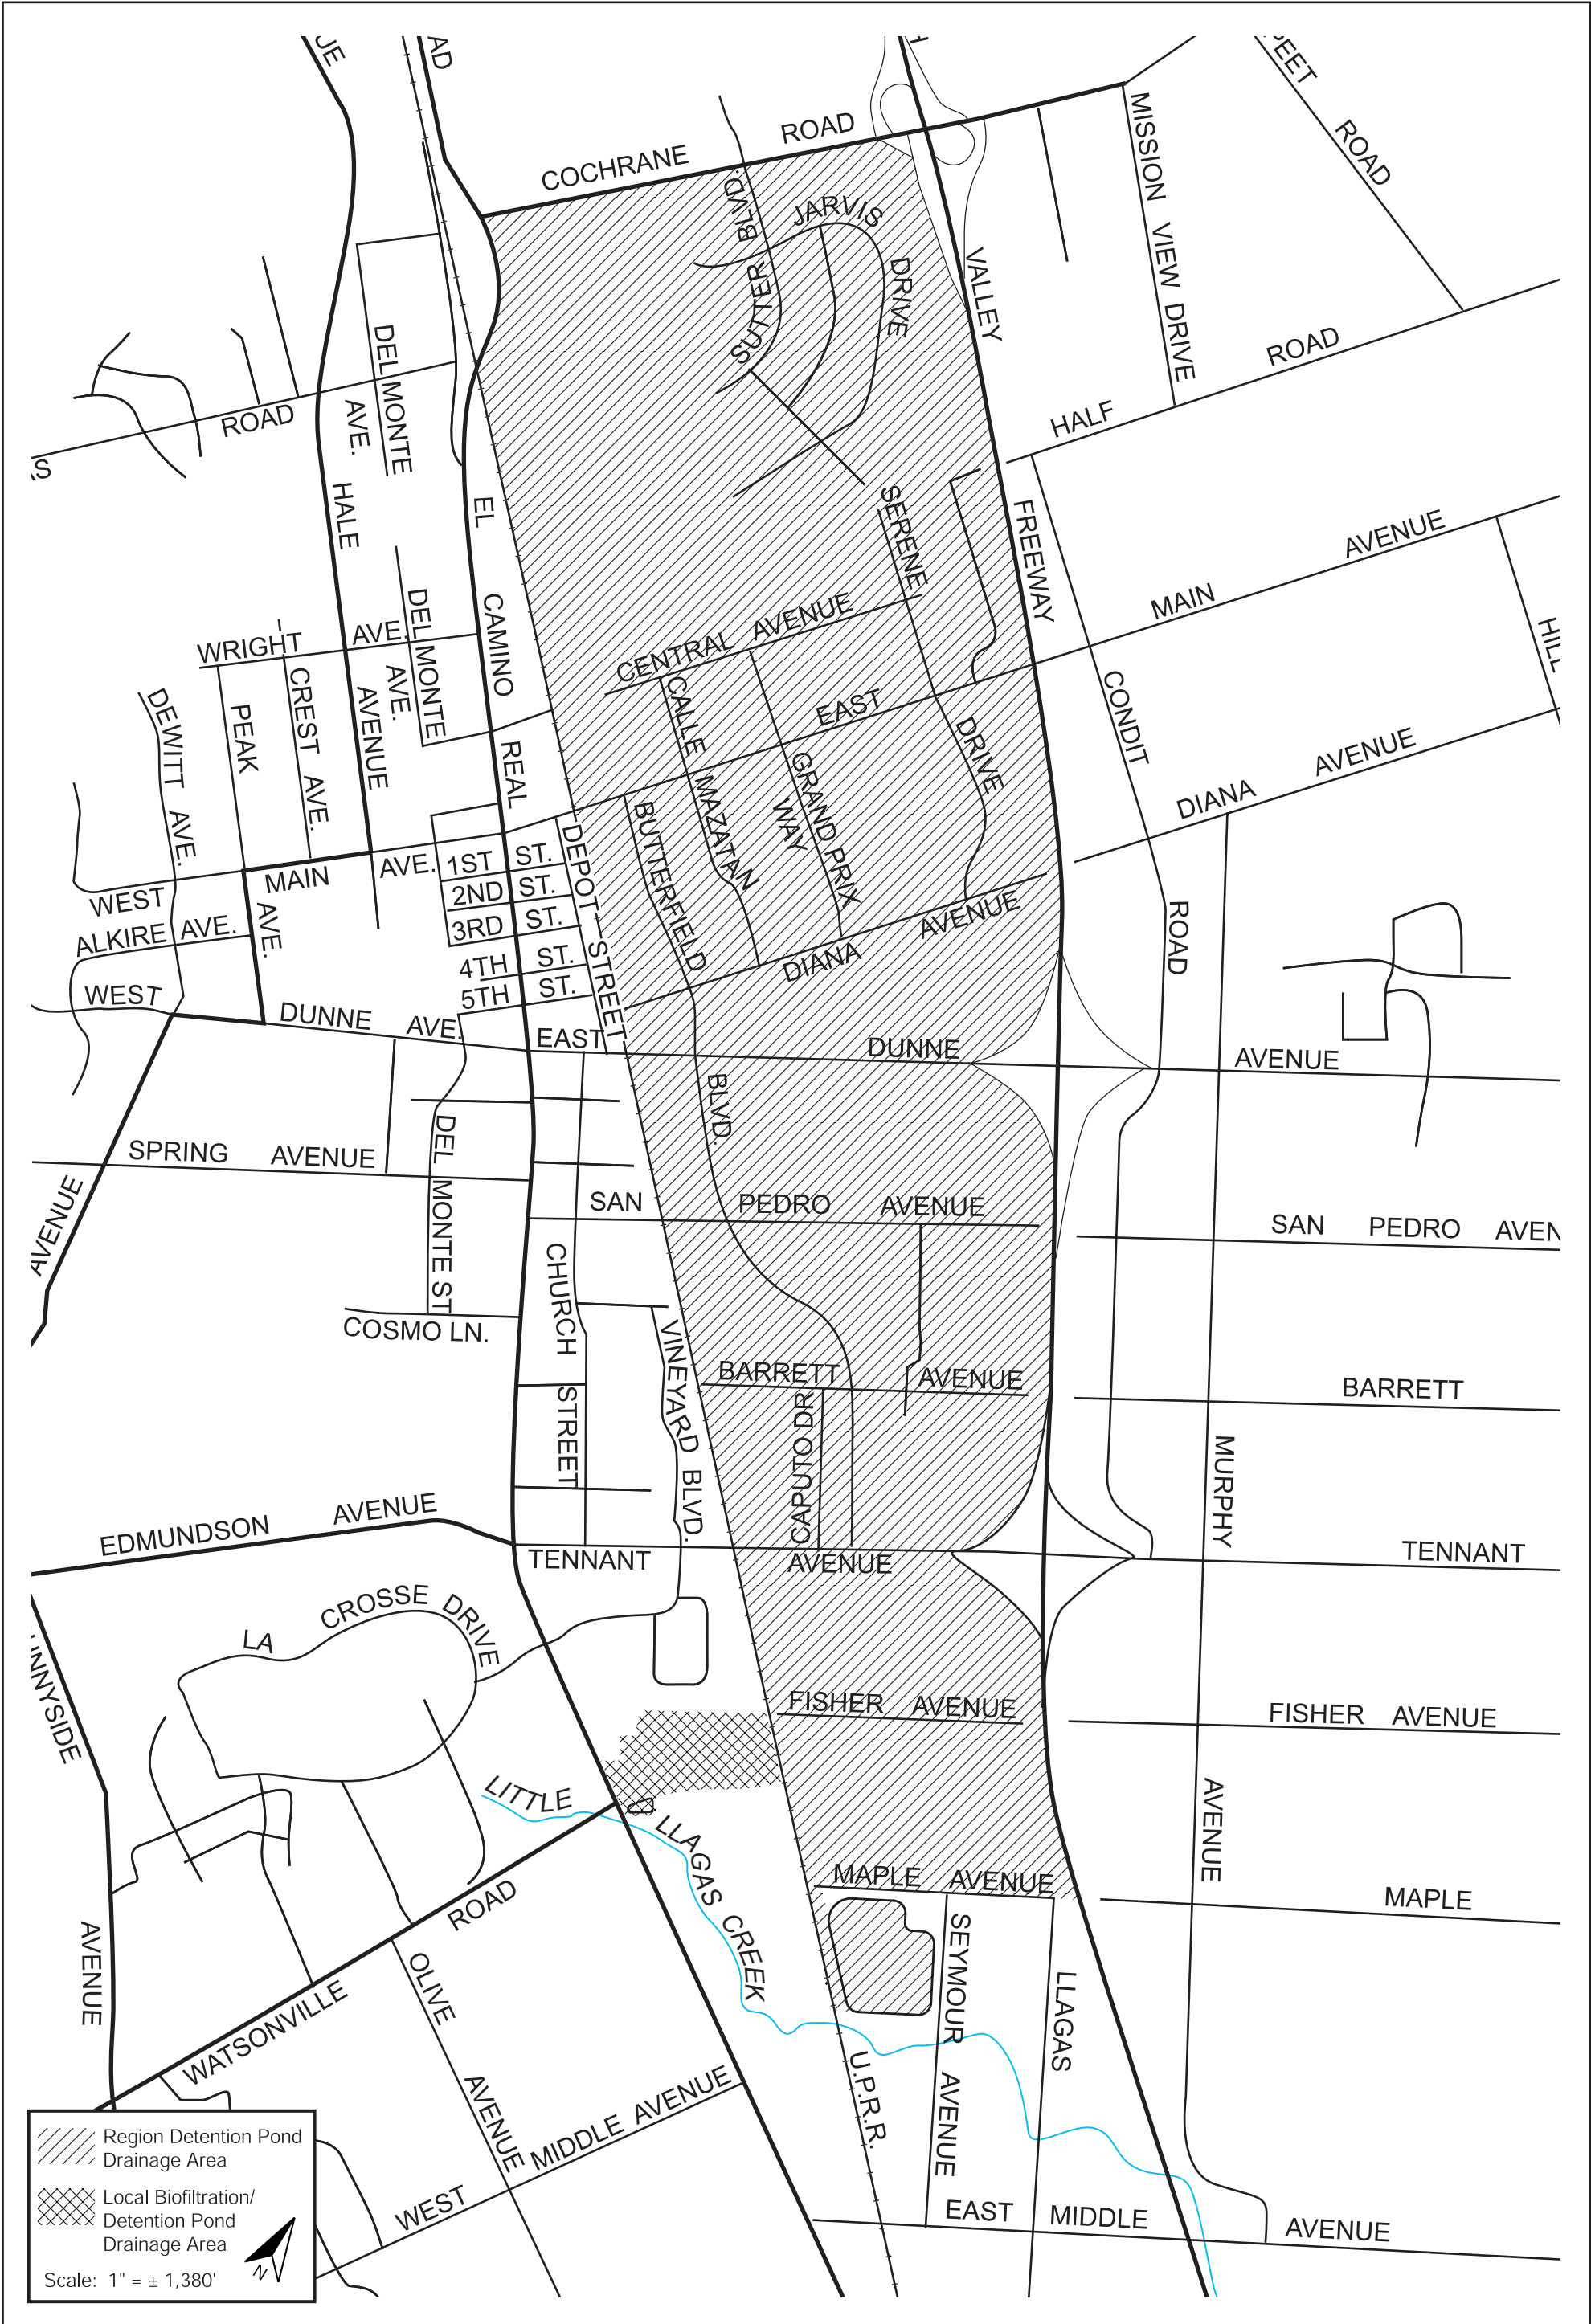 COCHRANE ROAD
SUTTER BLVD.
JARVIS DRIVE
VALLEY FREEWAY
MISSION VIEW DRIVE
ROAD
HALF ROAD
ROAD
DEL MONTE AVE.
HALE AVENUE
EL CAMINO REAL
SERENE DRIVE
MAIN AVENUE
WRIGHT AVE.
DEL MONTE AVE.
CENTRAL AVENUE
CALLE MAZATAN
EAST
GRAND PRIX WAY
CONDIT ROAD
DEWITT AVE.
PEAK AVE.
CREST AVE.
DIANA AVENUE
BUTTERFIELD BLVD.
DEPOT STREET
WEST MAIN AVE.
1ST ST.
2ND ST.
3RD ST.
4TH ST.
5TH ST.
ALKIRE AVE.
DIANA AVENUE
WEST DUNNE AVE.
EAST DUNNE AVENUE
SPRING AVENUE
AVENUE
DEL MONTE ST
SAN PEDRO AVENUE
SAN PEDRO AVEN
CHURCH STREET
COSMO LN.
VINEYARD BLVD.
BARRETT AVENUE
BARRETT
CAPUTO DR
MURPHY AVENUE
EDMUNDSON AVENUE
TENNANT AVENUE
TENNANT
LA CROSSE DRIVE
NNYSIDE AVENUE
FISHER AVENUE
FISHER AVENUE
LITTLE LLAGAS CREEK
MAPLE AVENUE
MAPLE
WATSONVILLE ROAD
OLIVE AVENUE
SEYMOUR AVENUE
LLAGAS
U.P.R.R.
WEST MIDDLE AVENUE
EAST MIDDLE AVENUE
Region Detention Pond
Drainage Area
Local Biofiltration/
Detention Pond
Drainage Area
N
Scale: 1" = ± 1,380'